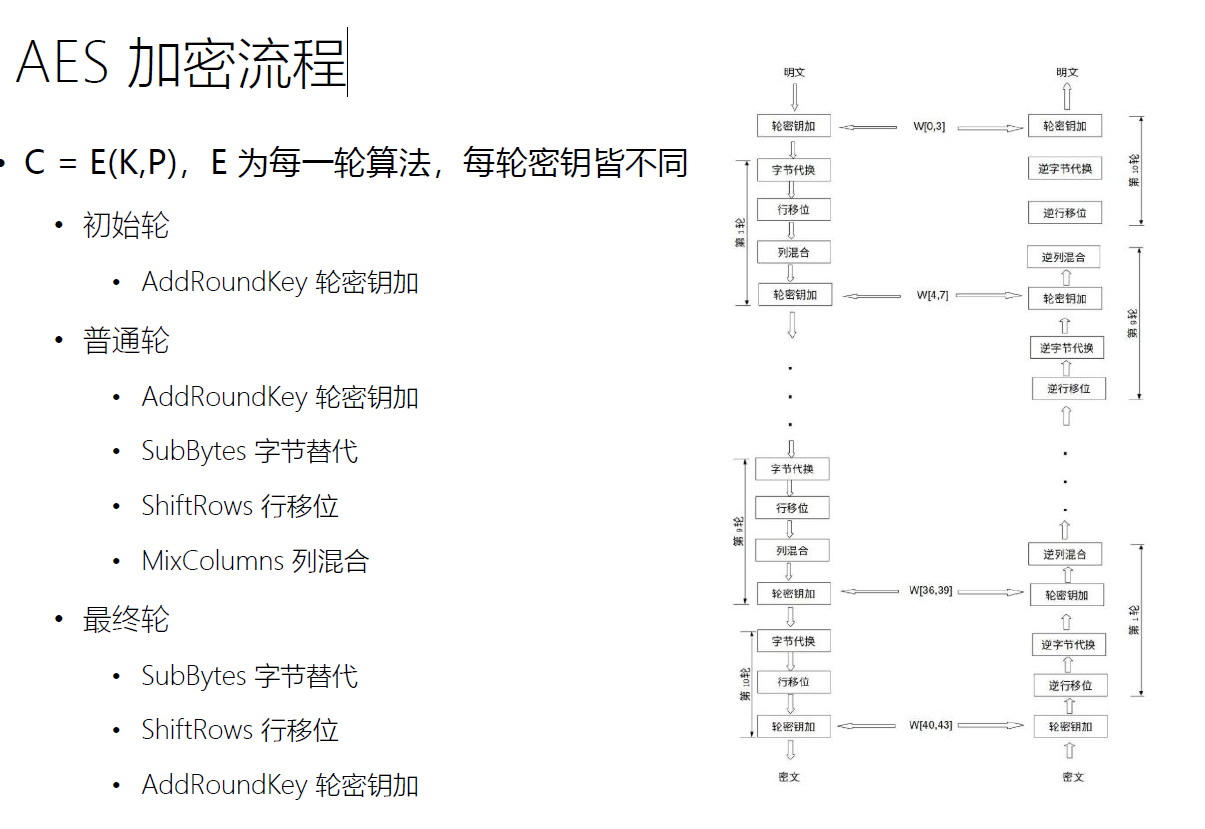 AES 加密流程
• C = E(K,P)，E 为每一轮算法，每轮密钥皆不同
• 初始轮
• AddRoundKey 轮密钥加
• 普通轮
• AddRoundKey 轮密钥加
• SubBytes 字节替代
• ShiftRows 行移位
• MixColumns 列混合
• 最终轮
• SubBytes 字节替代
• ShiftRows 行移位
• AddRoundKey 轮密钥加
明文
轮密钥加
第1轮
字节代换
行移位
列混合
轮密钥加
第9轮
字节代换
行移位
列混合
轮密钥加
第10轮
字节代换
行移位
轮密钥加
密文
W[0,3]
W[4,7]
W[36,39]
W[40,43]
明文
轮密钥加
逆字节代换
逆行移位
第10轮
逆列混合
轮密钥加
逆字节代换
逆行移位
第9轮
逆列混合
轮密钥加
逆字节代换
逆行移位
第1轮
轮密钥加
密文